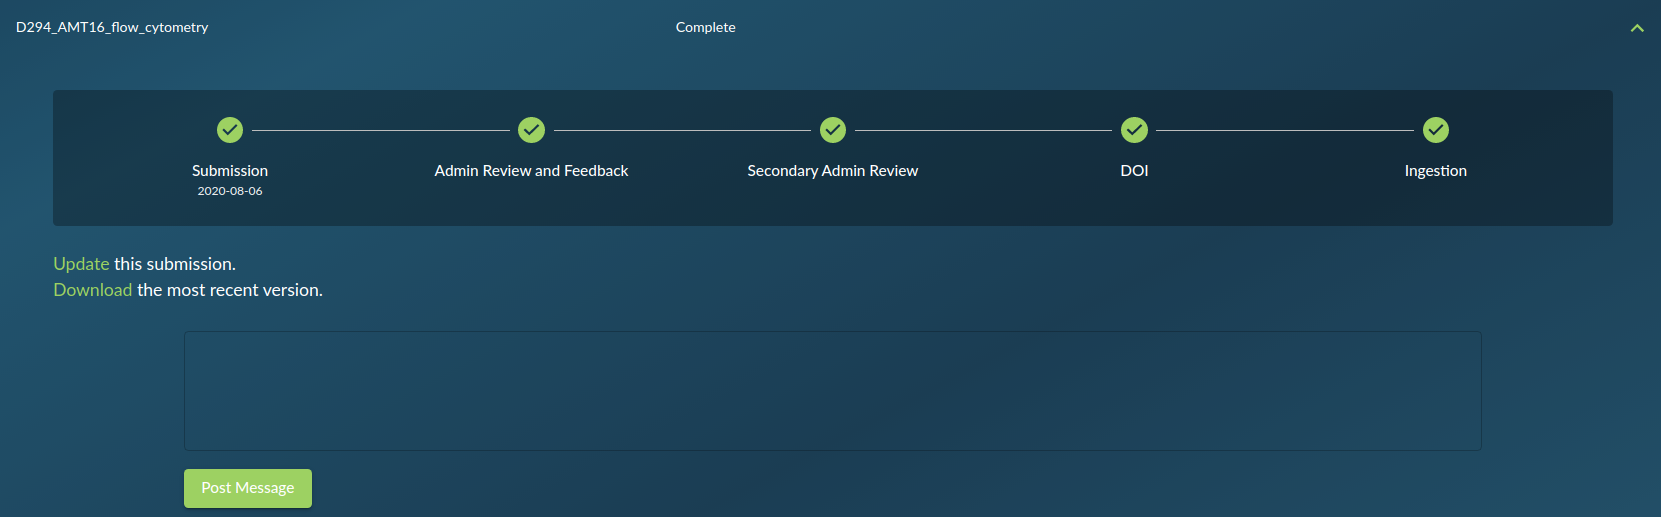 D294_AMT16_flow_cytometry Complete
Submission Admin Review and Feedback Secondary Admin Review DOI Ingestion
2020-08-06
Update this submission.
Download the most recent version.
Post Message